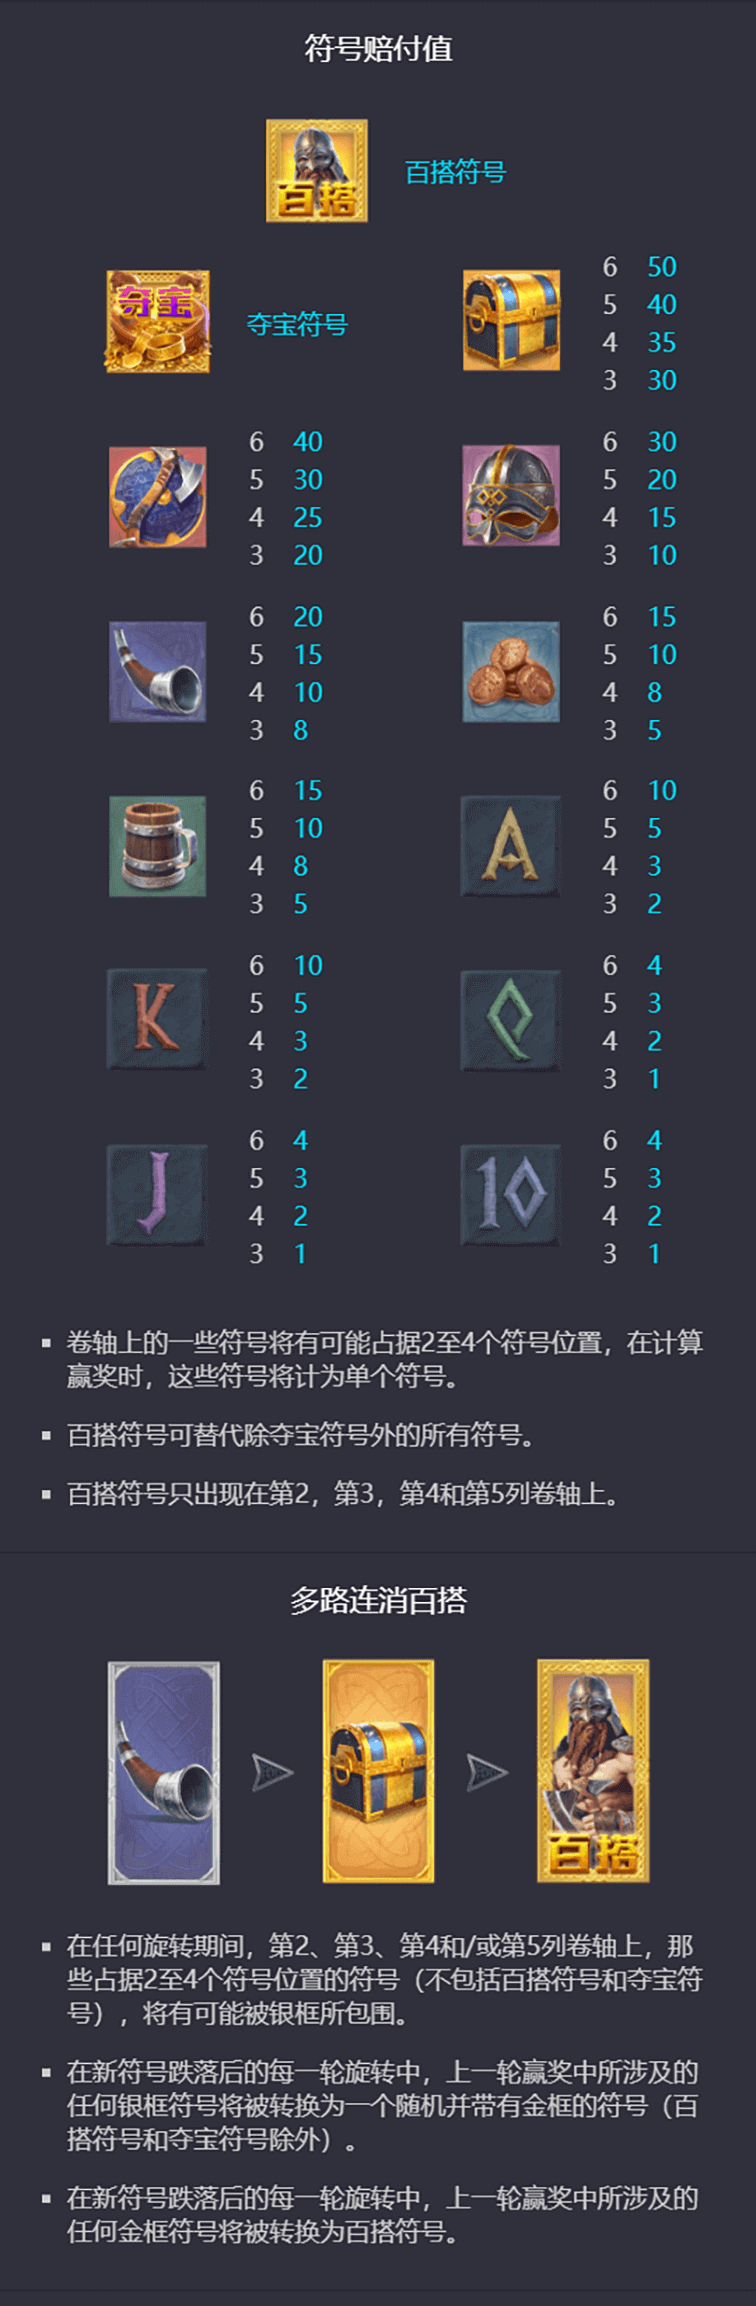 符号赔付值
百搭
百搭符号
夺宝
夺宝符号
6 50
5 40
4 35
3 30
6 40
5 30
4 25
3 20
6 30
5 20
4 15
3 10
6 20
5 15
4 10
3 8
6 15
5 10
4 8
3 5
6 15
5 10
4 8
3 5
A
6 10
5 5
4 3
3 2
K
6 10
5 5
4 3
3 2
Q
6 4
5 3
4 2
3 1
J
6 4
5 3
4 2
3 1
10
6 4
5 3
4 2
3 1
▪ 卷轴上的一些符号将有可能占据2至4个符号位置，在计算
赢奖时，这些符号将计为单个符号。
▪ 百搭符号可替代除夺宝符号外的所有符号。
▪ 百搭符号只出现在第2，第3，第4和第5列卷轴上。
多路连消百搭
百搭
▪ 在任何旋转期间，第2、第3、第4和/或第5列卷轴上，那
些占据2至4个符号位置的符号（不包括百搭符号和夺宝符
号），将有可能被银框所包围。
▪ 在新符号跌落后的每一轮旋转中，上一轮赢奖中所涉及的
任何银框符号将被转换为一个随机并带有金框的符号（百
搭符号和夺宝符号除外）。
▪ 在新符号跌落后的每一轮旋转中，上一轮赢奖中所涉及的
任何金框符号将被转换为百搭符号。